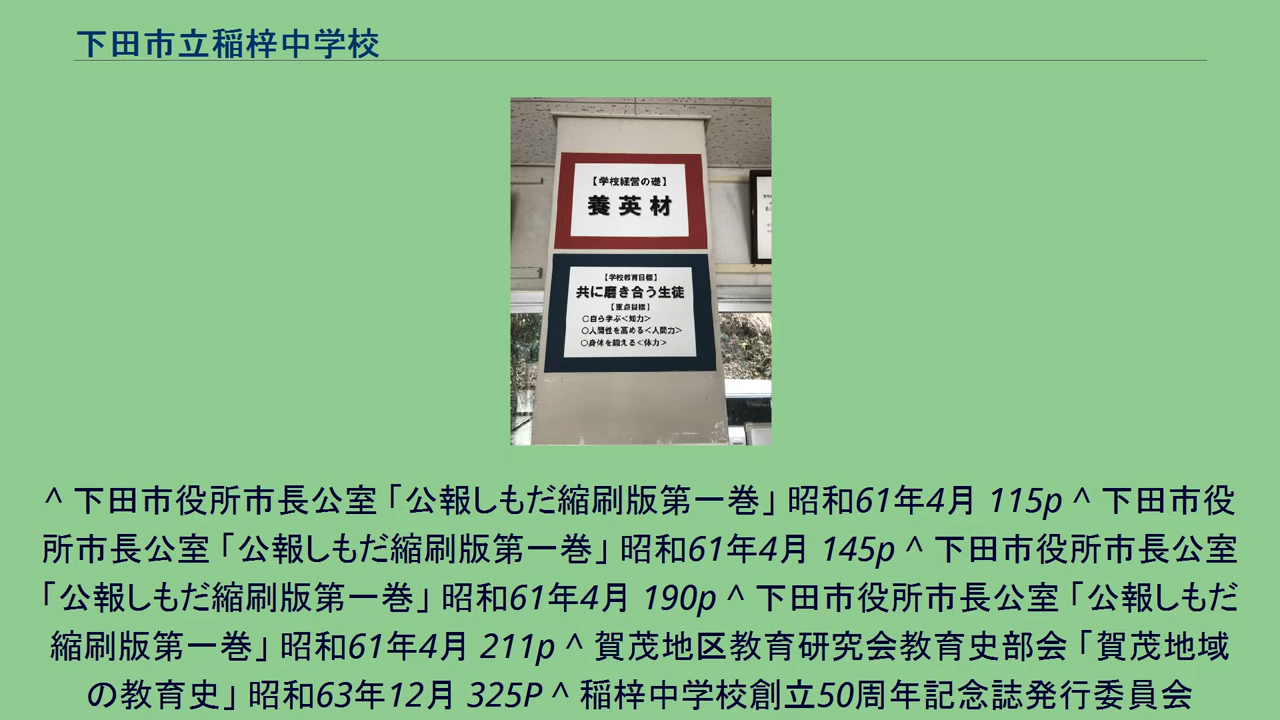 下田市立稲梓中学校
【学校経営の礎】
養英材
【学校教育目標】
共に磨き合う生徒
【重点目標】
○自ら学ぶ<知力>
○人間性を高める<人間力>
○身体を鍛える<体力>
^ 下田市役所市長公室「公報しもだ縮刷版第一巻」昭和61年4月 115p ^ 下田市役
所市長公室「公報しもだ縮刷版第一巻」昭和61年4月 145p ^ 下田市役所市長公室
「公報しもだ縮刷版第一巻」昭和61年4月 190p ^ 下田市役所市長公室「公報しもだ
縮刷版第一巻」昭和61年4月 211p ^ 賀茂地区教育研究会教育史部会「賀茂地域
の教育史」昭和63年12月 325P ^ 稲梓中学校創立50周年記念誌発行委員会